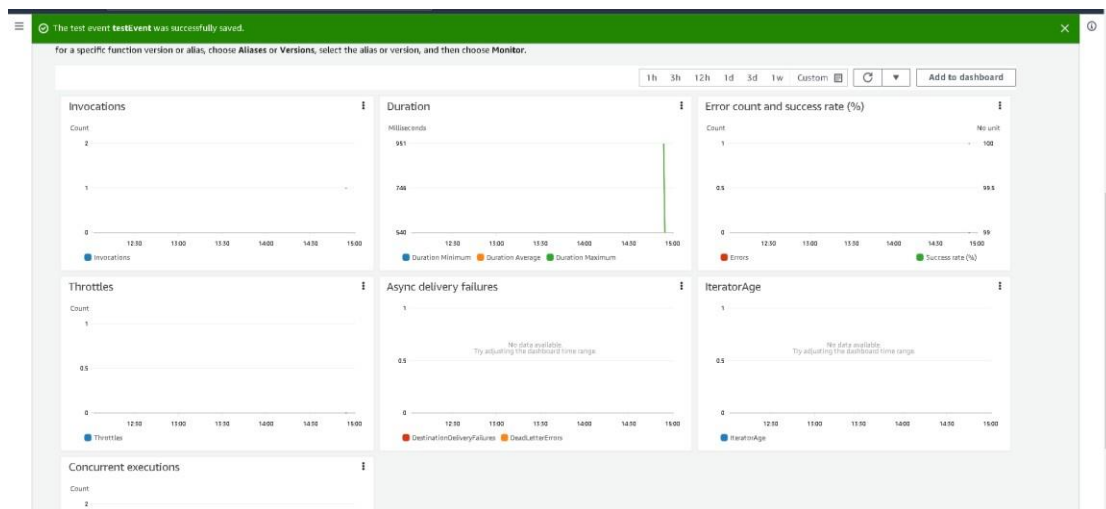 The test event testEvent was successfully saved.
for a specific function version or alias, choose Aliases or Versions, select the alias or version, and then choose Monitor.
1h 3h 12h 1d 3d 1w Custom Add to dashboard
Invocations
Count
2
1
0
12:30 13:00 13:30 14:00 14:30 15:00
Invocations
Duration
Milliseconds
951
746
540
12:30 13:00 13:30 14:00 14:30 15:00
Duration Minimum Duration Average Duration Maximum
Error count and success rate (%)
Count No unit
1 100
0.5 99.5
0 99
12:30 13:00 13:30 14:00 14:30 15:00
Errors Success rate (%)
Throttles
Count
1
0.5
0
12:30 13:00 13:30 14:00 14:30 15:00
Throttles
Async delivery failures
1
No data available.
Try adjusting the dashboard time range.
0.5
0
12:30 13:00 13:30 14:00 14:30 15:00
DestinationDeliveryFailures DeadLetterErrors
IteratorAge
1
No data available.
Try adjusting the dashboard time range.
0.5
0
12:30 13:00 13:30 14:00 14:30 15:00
IteratorAge
Concurrent executions
Count
2